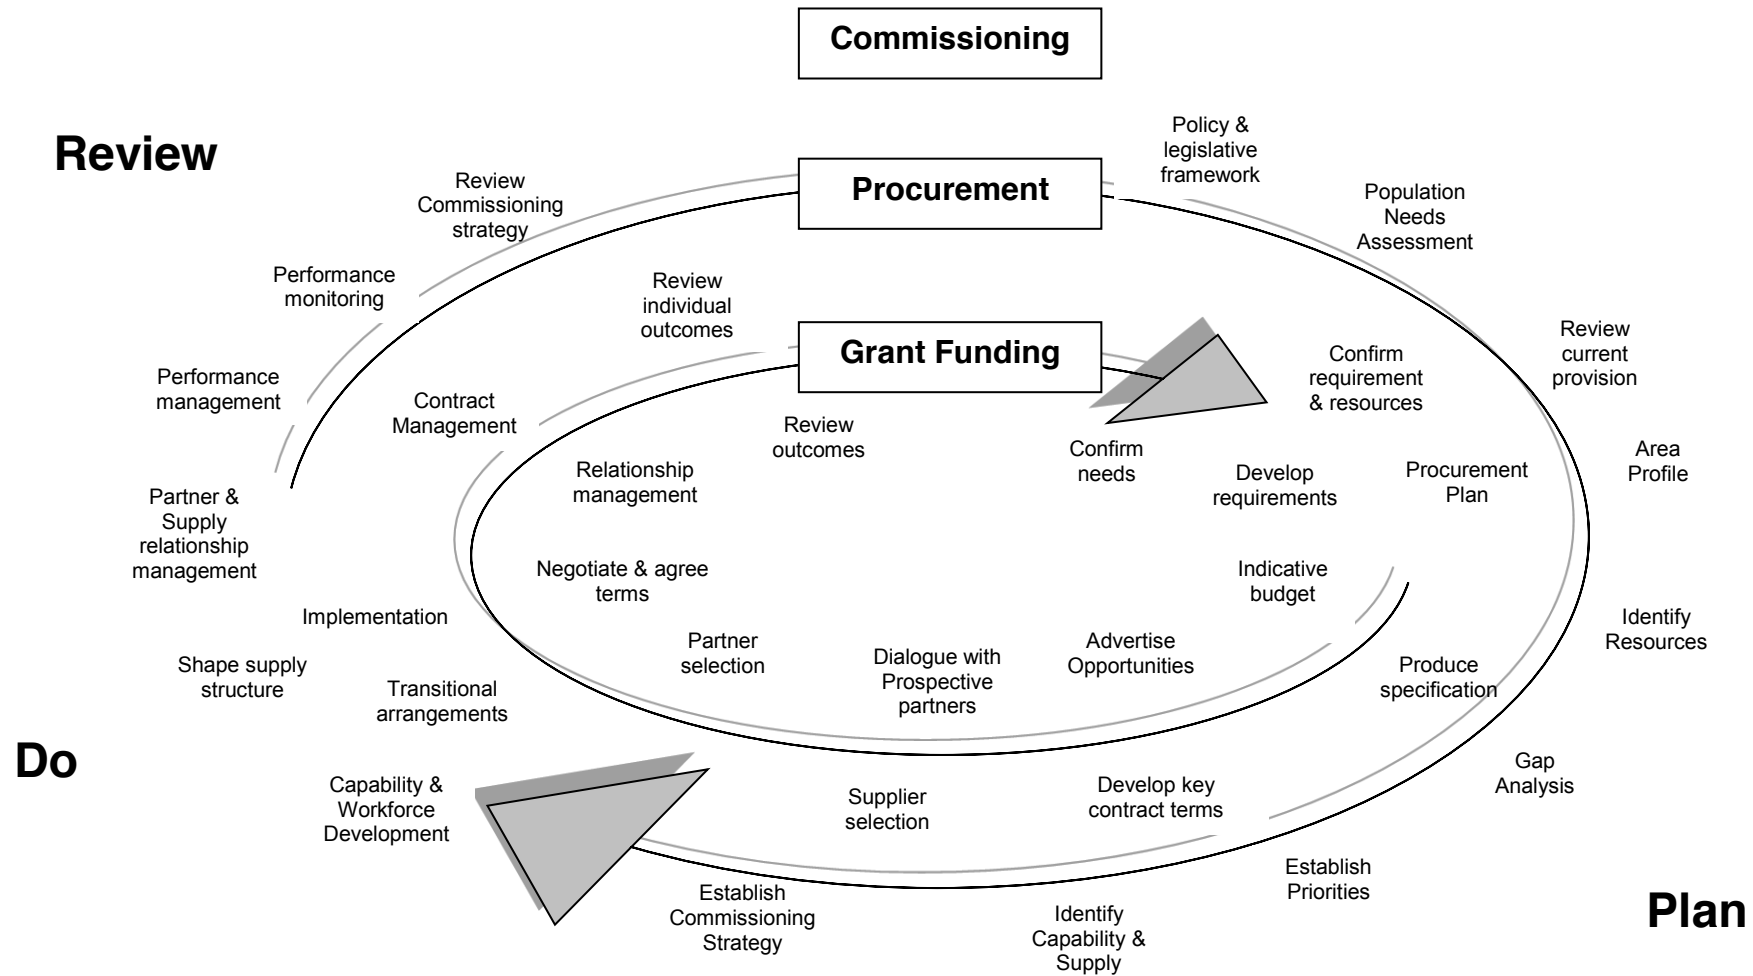 Commissioning
Review
Policy &
legislative
framework
Review
Commissioning
strategy
Procurement
Population
Needs
Assessment
Performance
monitoring
Review
individual
outcomes
Grant Funding
Confirm
requirement
& resources
Review
current
provision
Performance
management
Contract
Management
Review
outcomes
Confirm
needs
Area
Profile
Relationship
management
Develop
requirements
Procurement
Plan
Partner &
Supply
relationship
management
Negotiate & agree
terms
Indicative
budget
Implementation
Identify
Resources
Partner
selection
Dialogue with
Prospective
partners
Advertise
Opportunities
Shape supply
structure
Transitional
arrangements
Produce
specification
Do
Gap
Analysis
Capability &
Workforce
Development
Supplier
selection
Develop key
contract terms
Establish
Priorities
Establish
Commissioning
Strategy
Identify
Capability &
Supply
Plan